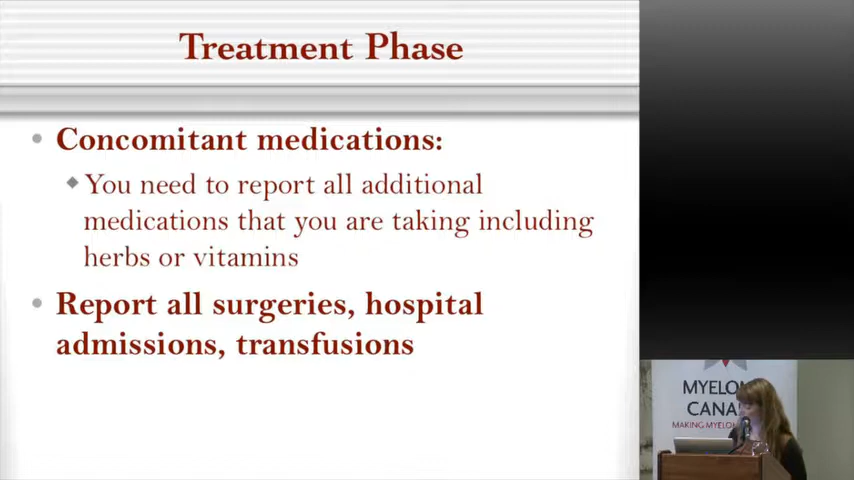 Treatment Phase
• Concomitant medications:
◆ You need to report all additional
medications that you are taking including
herbs or vitamins
• Report all surgeries, hospital
admissions, transfusions
MYELO
CANA
MAKING MYELO